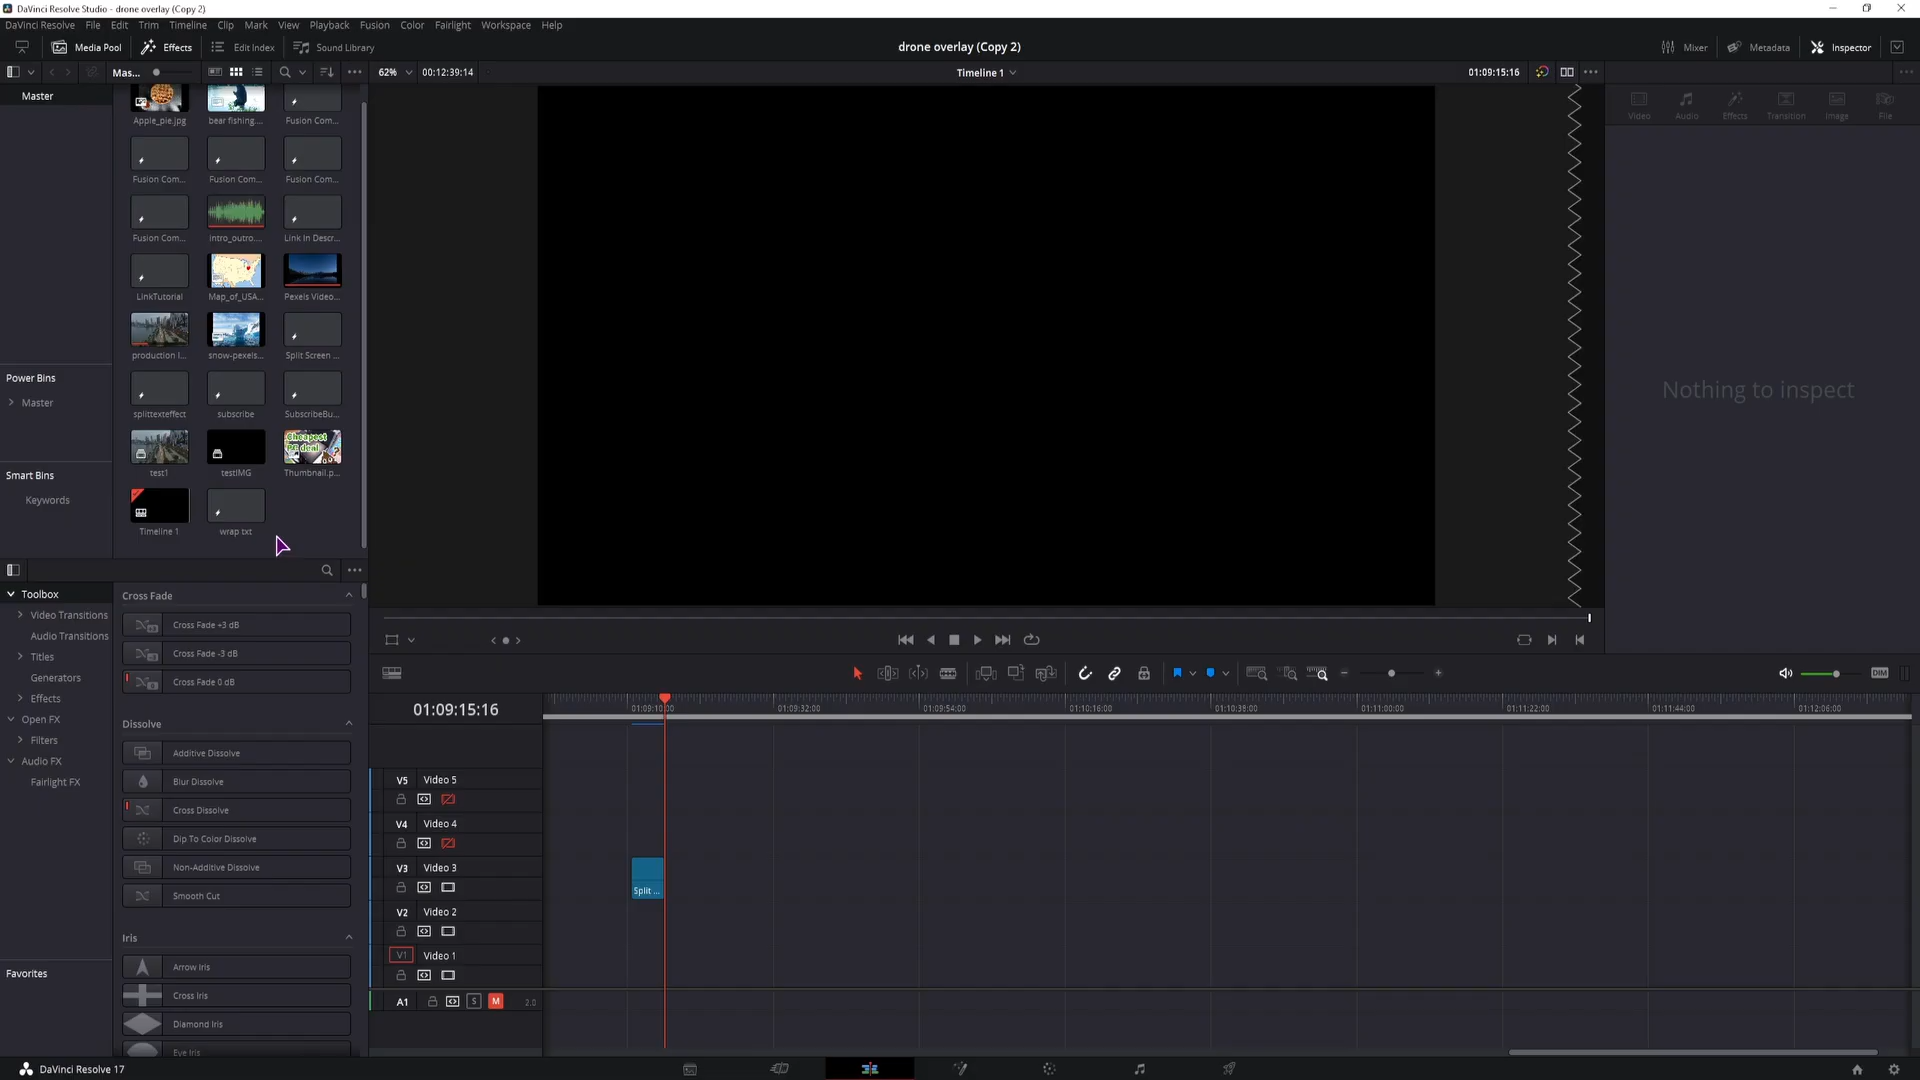 DaVinci Resolve Studio - drone overlay (Copy 2)
DaVinci Resolve File Edit Trim Timeline Clip Mark View Playback Fusion Color Fairlight Workspace Help
Media Pool Effects Edit Index Sound Library drone overlay (Copy 2) Mixer Metadata Inspector
Mas... 62% 00:12:39:14 Timeline 1 01:09:15:16
Master
Video Audio Effects Transition Image File
Apple_pie.jpg bear fishing.... Fusion Com...
Fusion Com... Fusion Com... Fusion Com...
Fusion Com... intro_outro.... Link In Descr...
LinkTutorial Map_of_USA... Pexels Video...
production I... snow-pexels... Split Screen ...
Power Bins
Master
splittexteffect subscribe SubscribeBu...
Nothing to inspect
Cheapest
PC deal
test1 testIMG Thumbnail.p...
Smart Bins
Keywords
Timeline 1 wrap txt
Toolbox
Video Transitions
Audio Transitions
Titles
Generators
Effects
Open FX
Filters
Audio FX
Fairlight FX
Favorites
Cross Fade
Cross Fade +3 dB
Cross Fade -3 dB
Cross Fade 0 dB
Dissolve
Additive Dissolve
Blur Dissolve
Cross Dissolve
Dip To Color Dissolve
Non-Additive Dissolve
Smooth Cut
Iris
Arrow Iris
Cross Iris
Diamond Iris
Eye Iris
DIM
01:09:15:16
01:09:10:00 01:09:32:00 01:09:54:00 01:10:16:00 01:10:38:00 01:11:00:00 01:11:22:00 01:11:44:00 01:12:06:00
V5 Video 5
V4 Video 4
V3 Video 3
Split ...
V2 Video 2
V1 Video 1
A1 S M 2.0
DaVinci Resolve 17